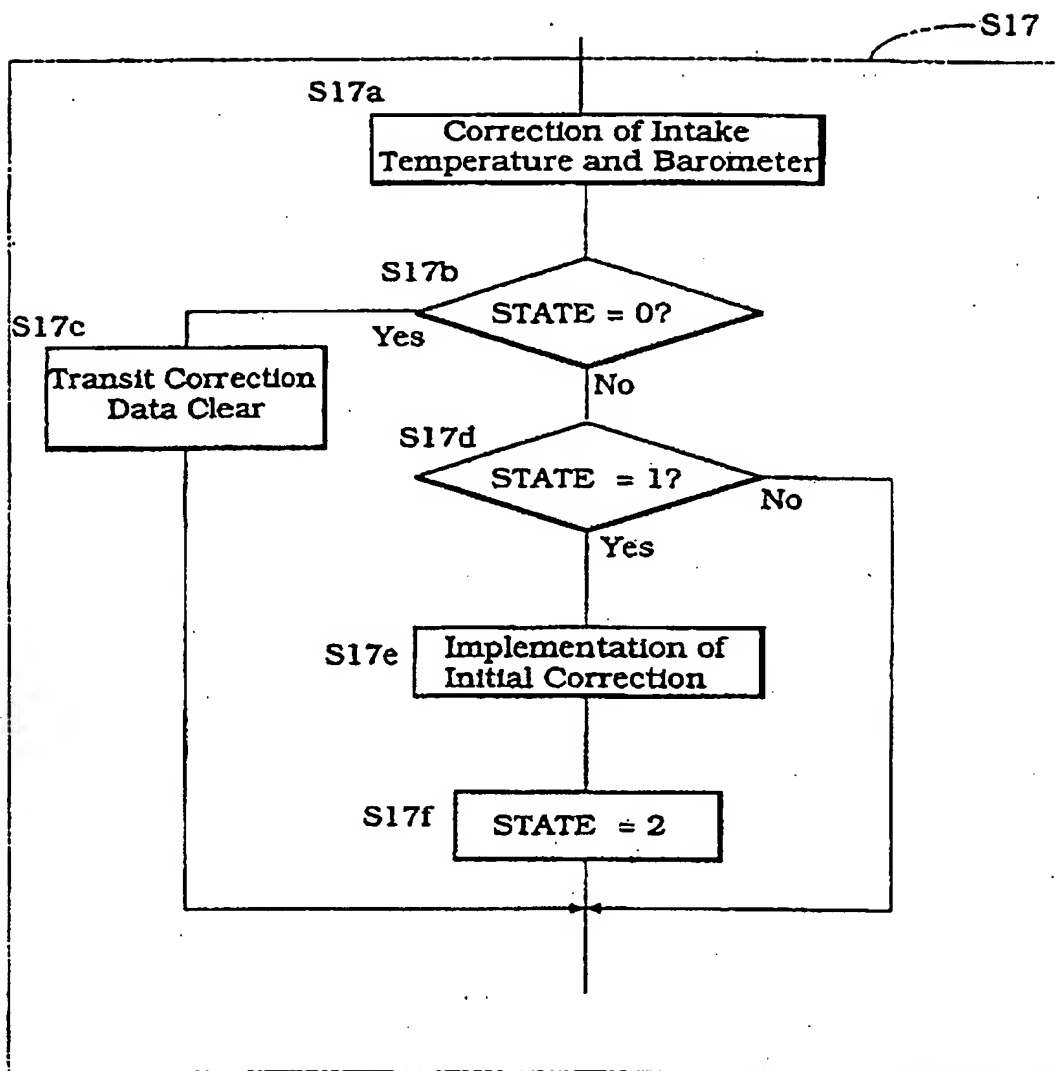 S17
S17a
Correction of Intake
Temperature and Barometer
S17b
STATE = 0?
Yes
No
S17c
Transit Correction
Data Clear
S17d
STATE = 1?
No
Yes
S17e
Implementation of
Initial Correction
S17f
STATE = 2